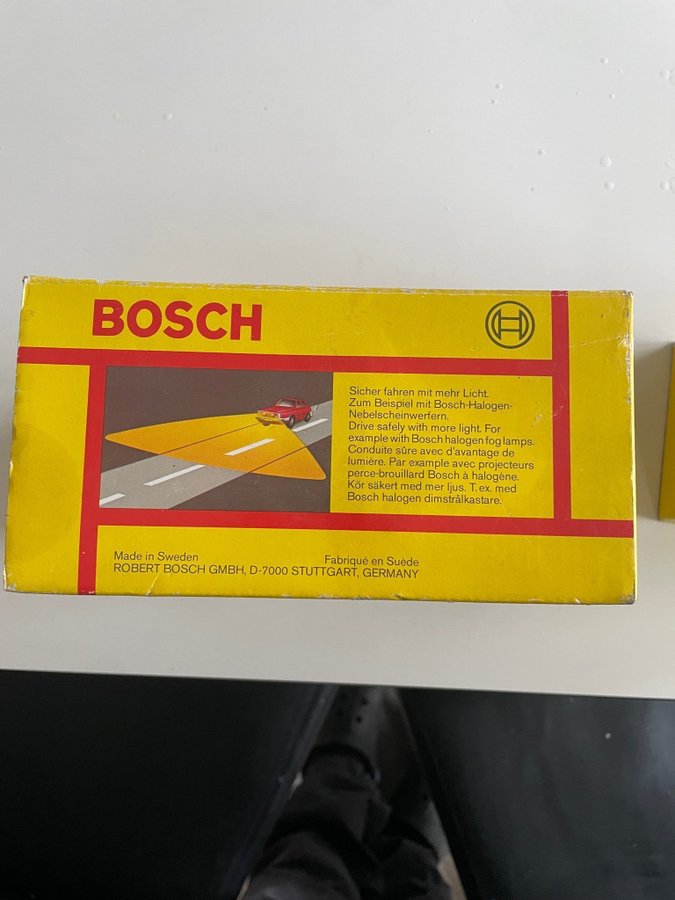 BOSCH
Sicher fahren mit mehr Licht.
Zum Beispiel mit Bosch-Halogen-
Nebelscheinwerfern.
Drive safely with more light. For
example with Bosch halogen fog lamps.
Conduite sûre avec d'avantage de
lumière. Par example avec projecteurs
perce-brouillard Bosch à halogène.
Kör säkert med mer ljus. T. ex. med
Bosch halogen dimstrålkastare.
Made in Sweden Fabriqué en Suède
ROBERT BOSCH GMBH, D-7000 STUTTGART, GERMANY